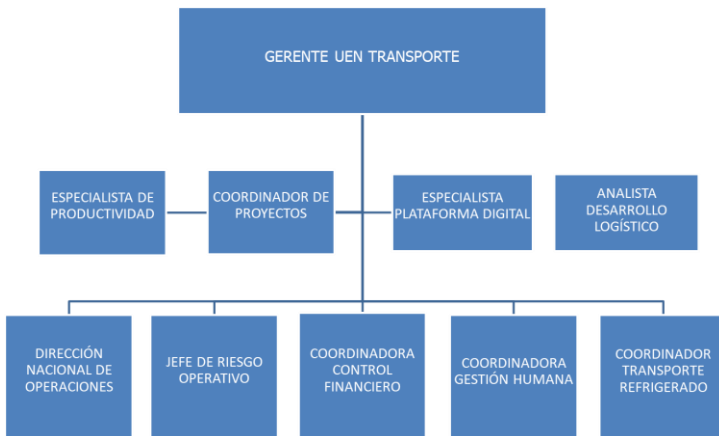 GERENTE UEN TRANSPORTE
ESPECIALISTA DE
PRODUCTIVIDAD
COORDINADOR DE
PROYECTOS
ESPECIALISTA
PLATAFORMA DIGITAL
ANALISTA
DESARROLLO
LOGÍSTICO
DIRECCIÓN
NACIONAL DE
OPERACIONES
JEFE DE RIESGO
OPERATIVO
COORDINADORA
CONTROL
FINANCIERO
COORDINADORA
GESTIÓN HUMANA
COORDINADOR
TRANSPORTE
REFRIGERADO